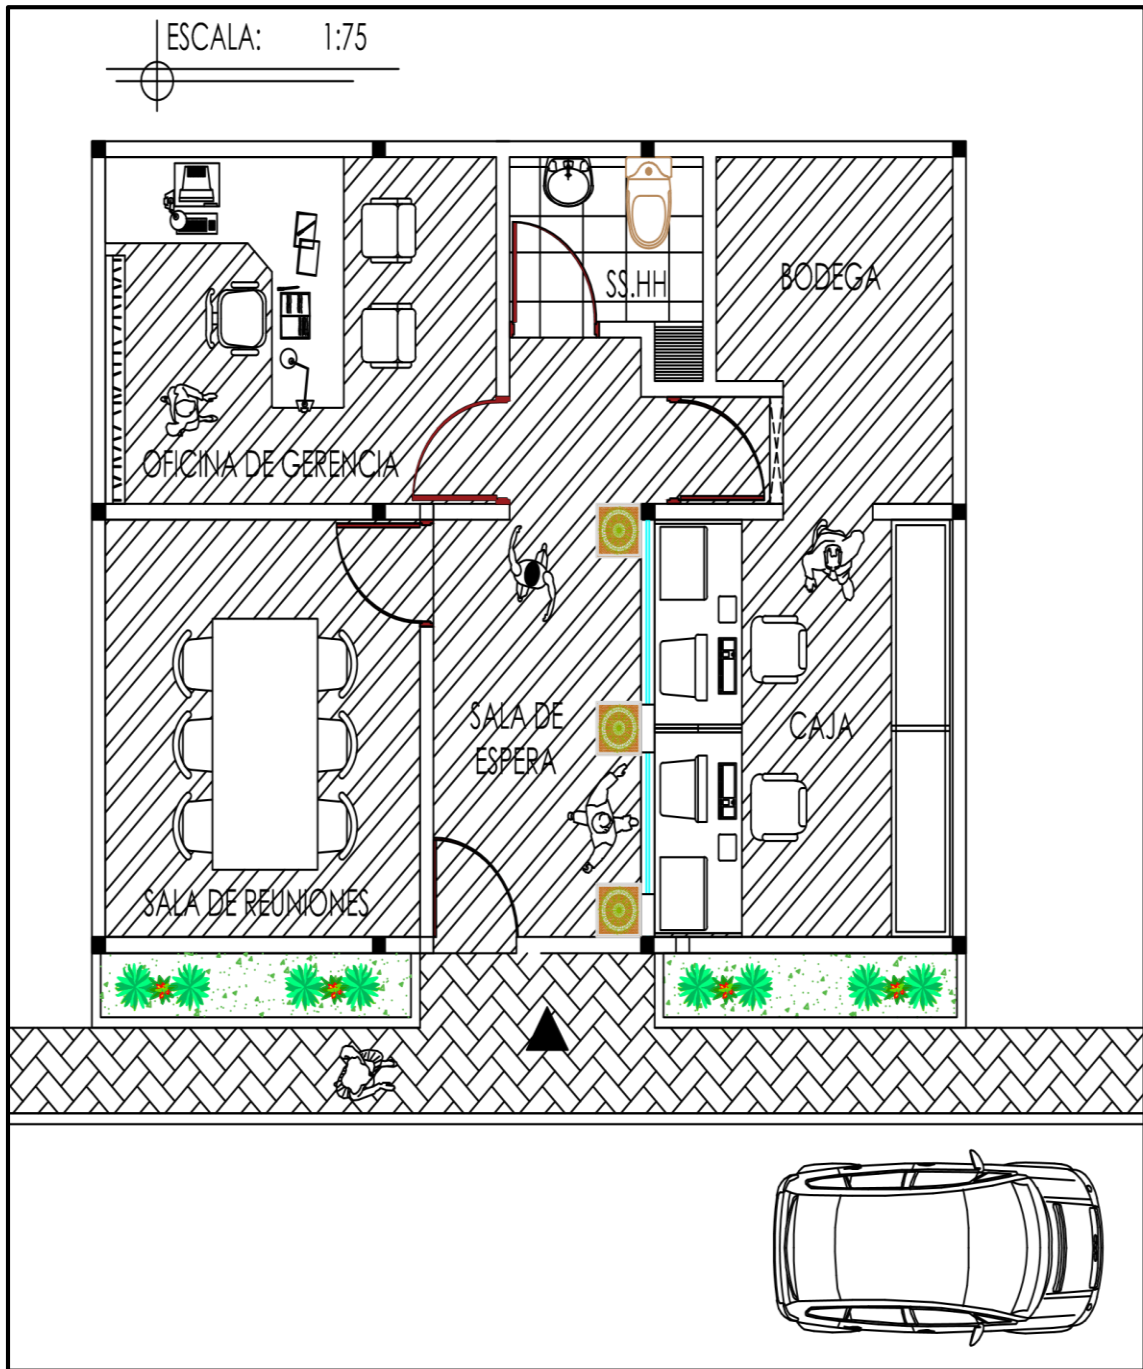 ESCALA: 1:75
SS.HH
BODEGA
OFICINA DE GERENCIA
SALA DE
ESPERA
CAJA
SALA DE REUNIONES